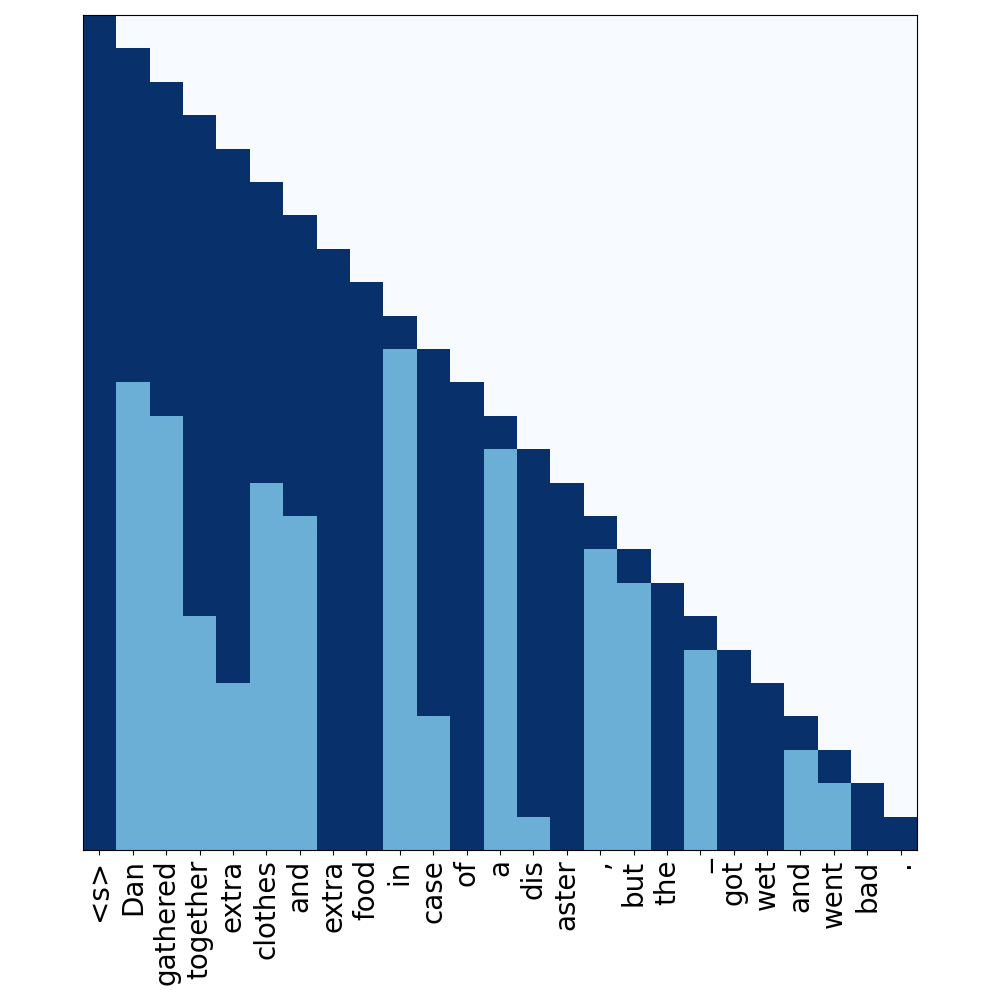 <s> Dan gathered together extra clothes and extra food in case of a dis aster , but the _ got wet and went bad .